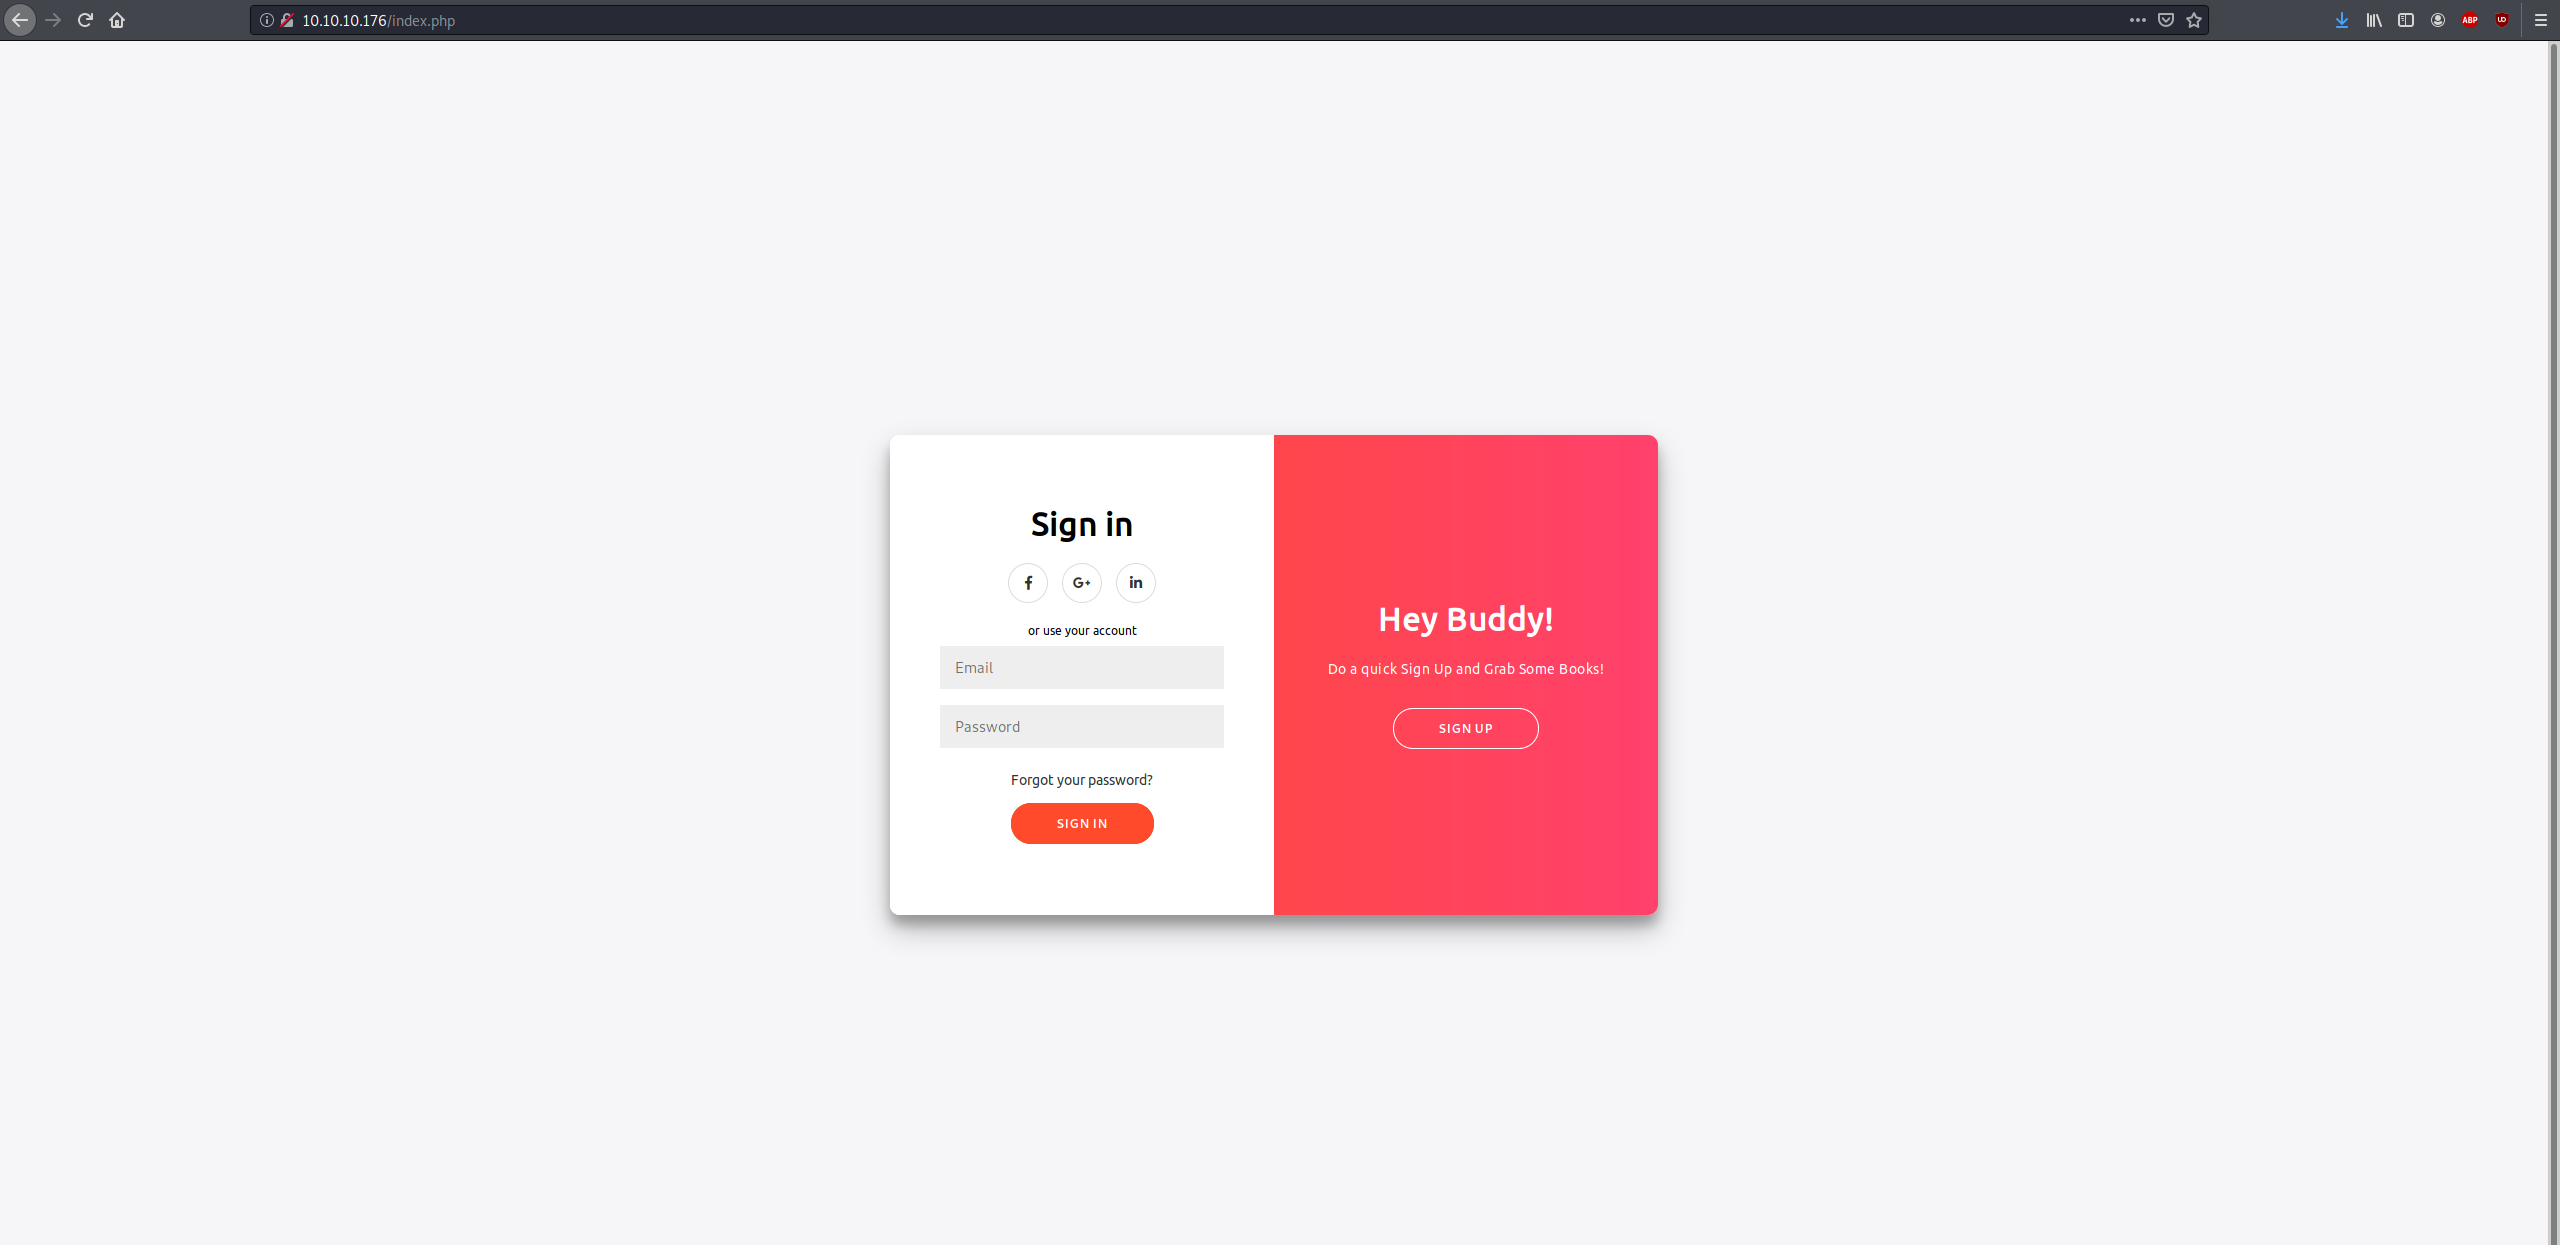 10.10.10.176/index.php
ABP
Sign in
f
G+
in
or use your account
Email
Password
Forgot your password?
SIGN IN
Hey Buddy!
Do a quick Sign Up and Grab Some Books!
SIGN UP